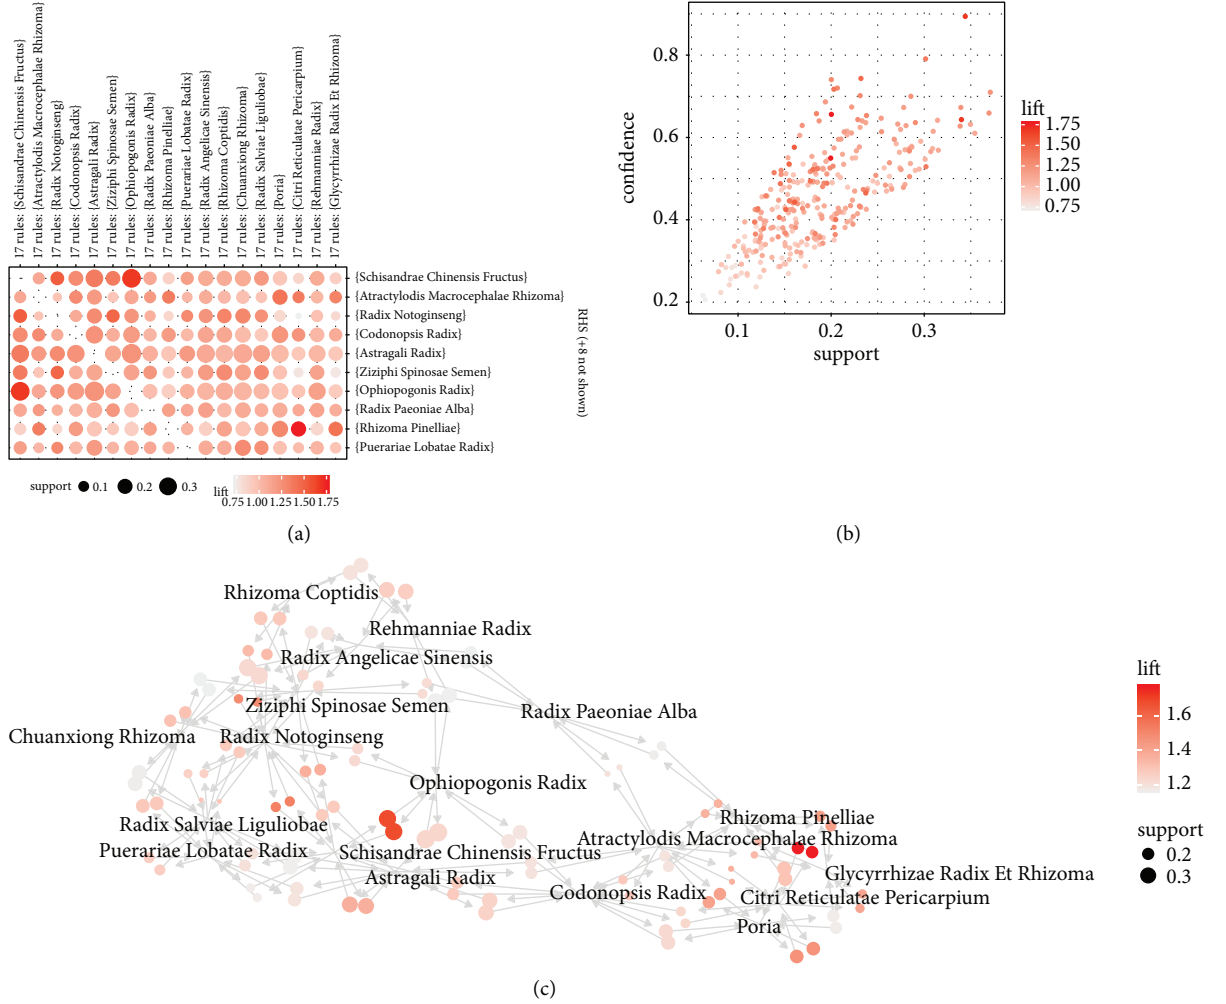 17 rules: {Schisandrae Chinensis Fructus}
17 rules: {Atractylodis Macrocephalae Rhizoma}
17 rules: {Radix Notoginseng}
17 rules: {Codonopsis Radix}
17 rules: {Astragali Radix}
17 rules: {Ziziphi Spinosae Semen}
17 rules: {Ophiopogonis Radix}
17 rules: {Radix Paeoniae Alba}
17 rules: {Rhizoma Pinelliae}
17 rules: {Puerariae Lobatae Radix}
17 rules: {Radix Angelicae Sinensis}
17 rules: {Rhizoma Coptidis}
17 rules: {Chuanxiong Rhizoma}
17 rules: {Radix Salviae Liguliobae}
17 rules: {Poria}
17 rules: {Citri Reticulatae Pericarpium}
17 rules: {Rehmanniae Radix}
17 rules: {Glycyrrhizae Radix Et Rhizoma}
{Schisandrae Chinensis Fructus}
{Atractylodis Macrocephalae Rhizoma}
{Radix Notoginseng}
{Codonopsis Radix}
{Astragali Radix}
{Ziziphi Spinosae Semen}
{Ophiopogonis Radix}
{Radix Paeoniae Alba}
{Rhizoma Pinelliae}
{Puerariae Lobatae Radix}
RHS (+8 not shown)
support 0.1 0.2 0.3
lift 0.75 1.00 1.25 1.50 1.75
(a)
confidence
0.8
0.6
0.4
0.2
0.1 0.2 0.3
support
lift
1.75
1.50
1.25
1.00
0.75
(b)
Rhizoma Coptidis
Rehmanniae Radix
Radix Angelicae Sinensis
Ziziphi Spinosae Semen
Radix Paeoniae Alba
Chuanxiong Rhizoma
Radix Notoginseng
Ophiopogonis Radix
Rhizoma Pinelliae
Radix Salviae Liguliobae
Atractylodis Macrocephalae Rhizoma
Puerariae Lobatae Radix
Schisandrae Chinensis Fructus
Glycyrrhizae Radix Et Rhizoma
Astragali Radix
Codonopsis Radix
Citri Reticulatae Pericarpium
Poria
lift
1.6
1.4
1.2
support
0.2
0.3
(c)